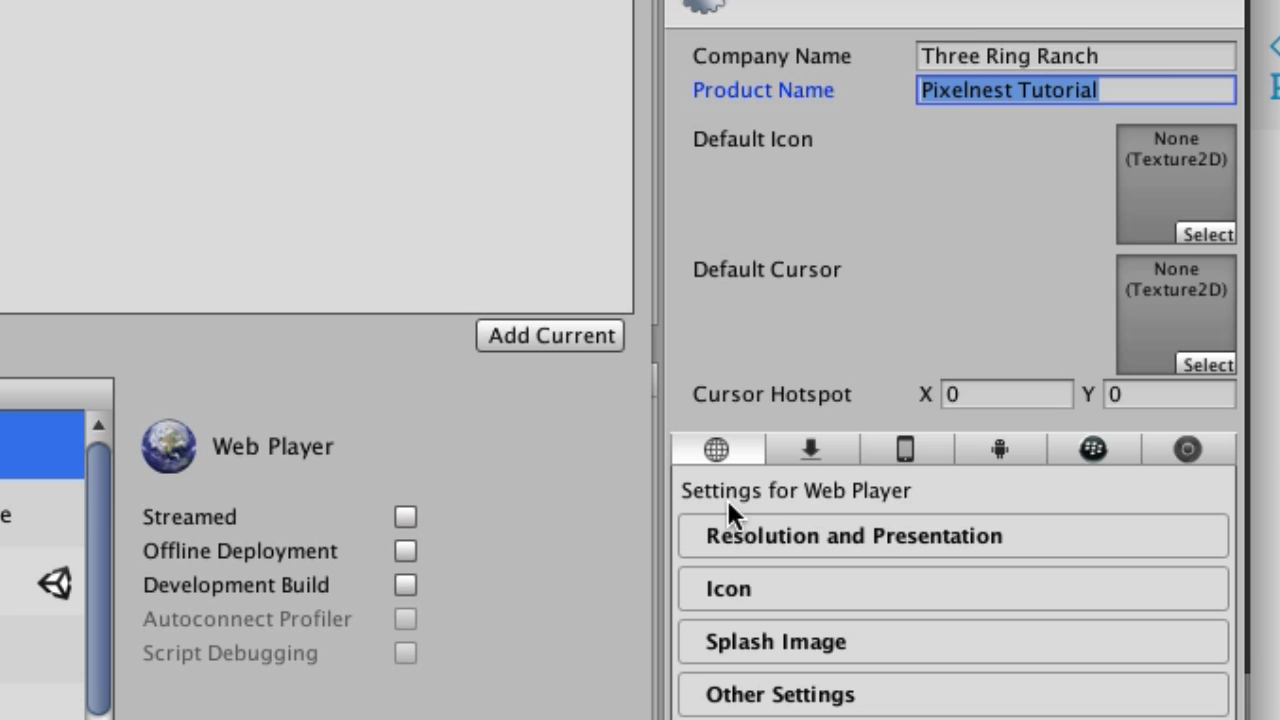 Company Name Three Ring Ranch
Product Name Pixelnest Tutorial
Default Icon
None
(Texture2D)
Select
Default Cursor
None
(Texture2D)
Select
Cursor Hotspot X 0 Y 0
Add Current
Web Player
Streamed
Offline Deployment
Development Build
Autoconnect Profiler
Script Debugging
e
Settings for Web Player
Resolution and Presentation
Icon
Splash Image
Other Settings